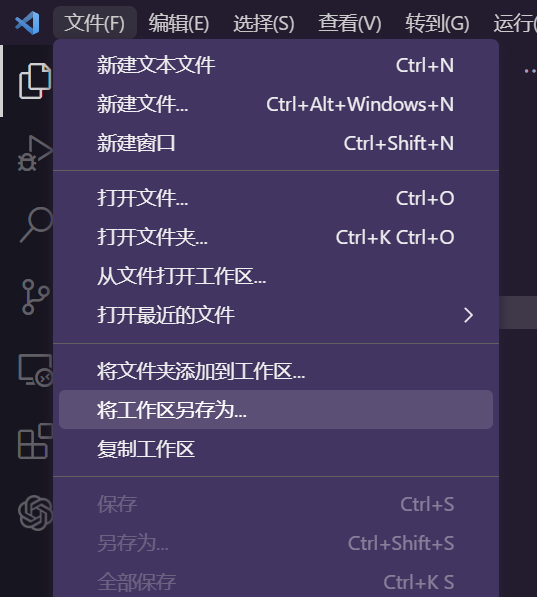 文件(F) 编辑(E) 选择(S) 查看(V) 转到(G) 运行(
新建文本文件 Ctrl+N
新建文件... Ctrl+Alt+Windows+N
新建窗口 Ctrl+Shift+N
打开文件... Ctrl+O
打开文件夹... Ctrl+K Ctrl+O
从文件打开工作区...
打开最近的文件
将文件夹添加到工作区...
将工作区另存为...
复制工作区
保存 Ctrl+S
另存为... Ctrl+Shift+S
全部保存 Ctrl+K S